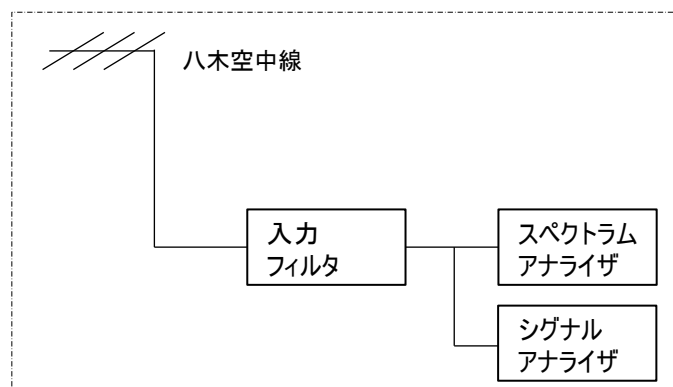 八木空中線
入力
フィルタ
スペクトラム
アナライザ
シグナル
アナライザ